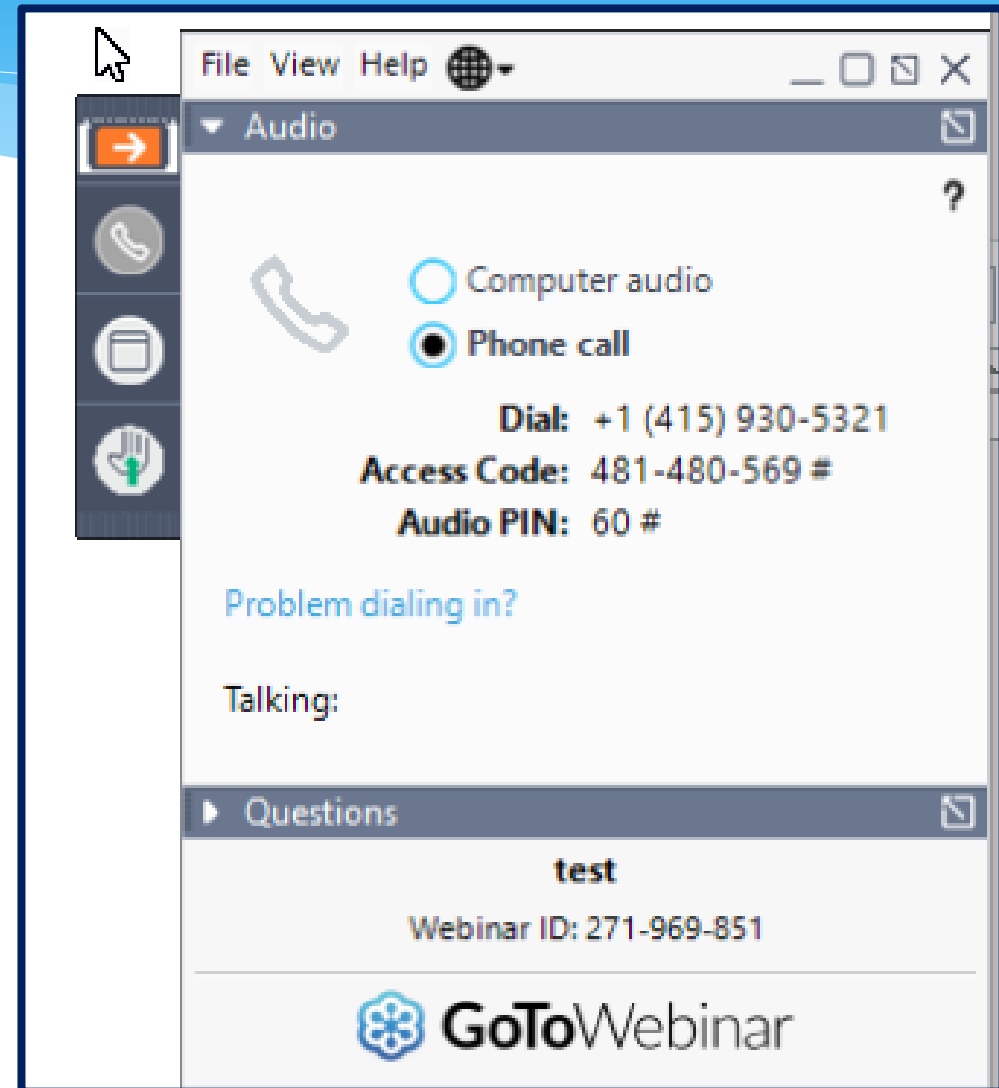 File View Help
Audio
?
Computer audio
Phone call
Dial: +1 (415) 930-5321
Access Code: 481-480-569 #
Audio PIN: 60 #
Problem dialing in?
Talking:
Questions
test
Webinar ID: 271-969-851
GoToWebinar